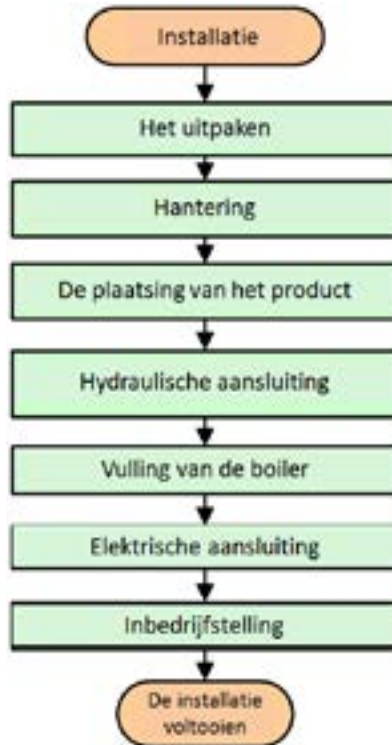 Installatie
Het uitpaken
Hantering
De plaatsing van het product
Hydraulische aansluiting
Vulling van de boiler
Elektrische aansluiting
Inbedrijfstelling
De installatie
voltooien